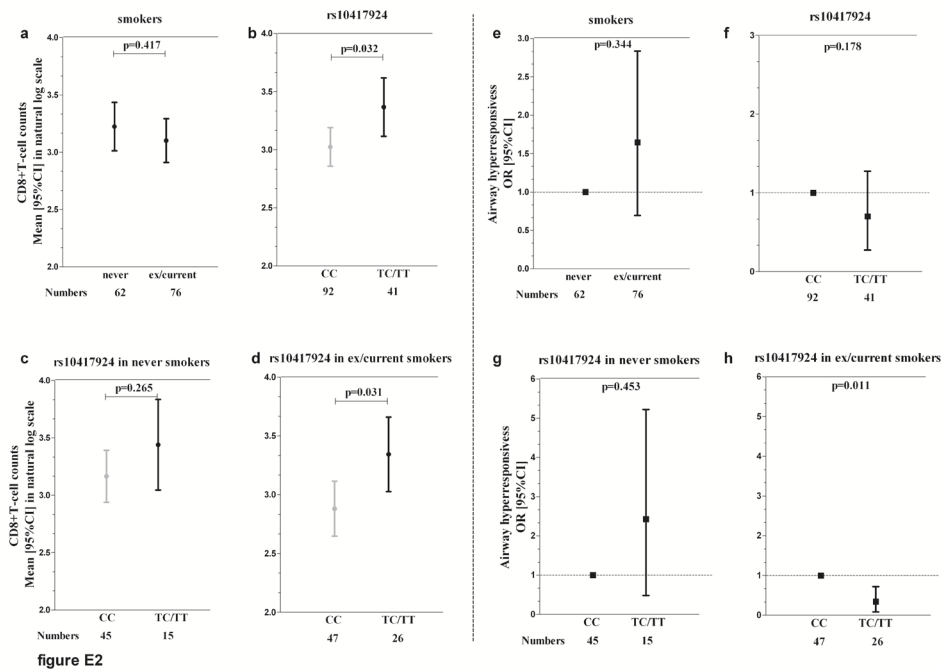 a
smokers
CD8+T-cell counts
Mean [95%CI] in natural log scale
4.0
3.5
3.0
2.5
2.0
p=0.417
never
ex/current
Numbers
62
76
b
rs10417924
4.0
3.5
3.0
2.5
2.0
p=0.032
CC
TC/TT
92
41
e
smokers
Airway hyperresponsivess
OR [95%CI]
3.0
2.5
2.0
1.5
1.0
0.5
0.0
p=0.344
never
ex/current
Numbers
62
76
f
rs10417924
3
2
1
0
p=0.178
CC
TC/TT
92
41
c
rs10417924 in never smokers
CD8+T-cell counts
Mean [95%CI] in natural log scale
4.0
3.5
3.0
2.5
2.0
p=0.265
CC
TC/TT
Numbers
45
15
d
rs10417924 in ex/current smokers
4.0
3.5
3.0
2.5
2.0
p=0.031
CC
TC/TT
47
26
g
rs10417924 in never smokers
Airway hyperresponsivess
OR [95%CI]
6
5
4
3
2
1
0
p=0.453
CC
TC/TT
Numbers
45
15
h
rs10417924 in ex/current smokers
6
5
4
3
2
1
0
p=0.011
CC
TC/TT
47
26
figure E2